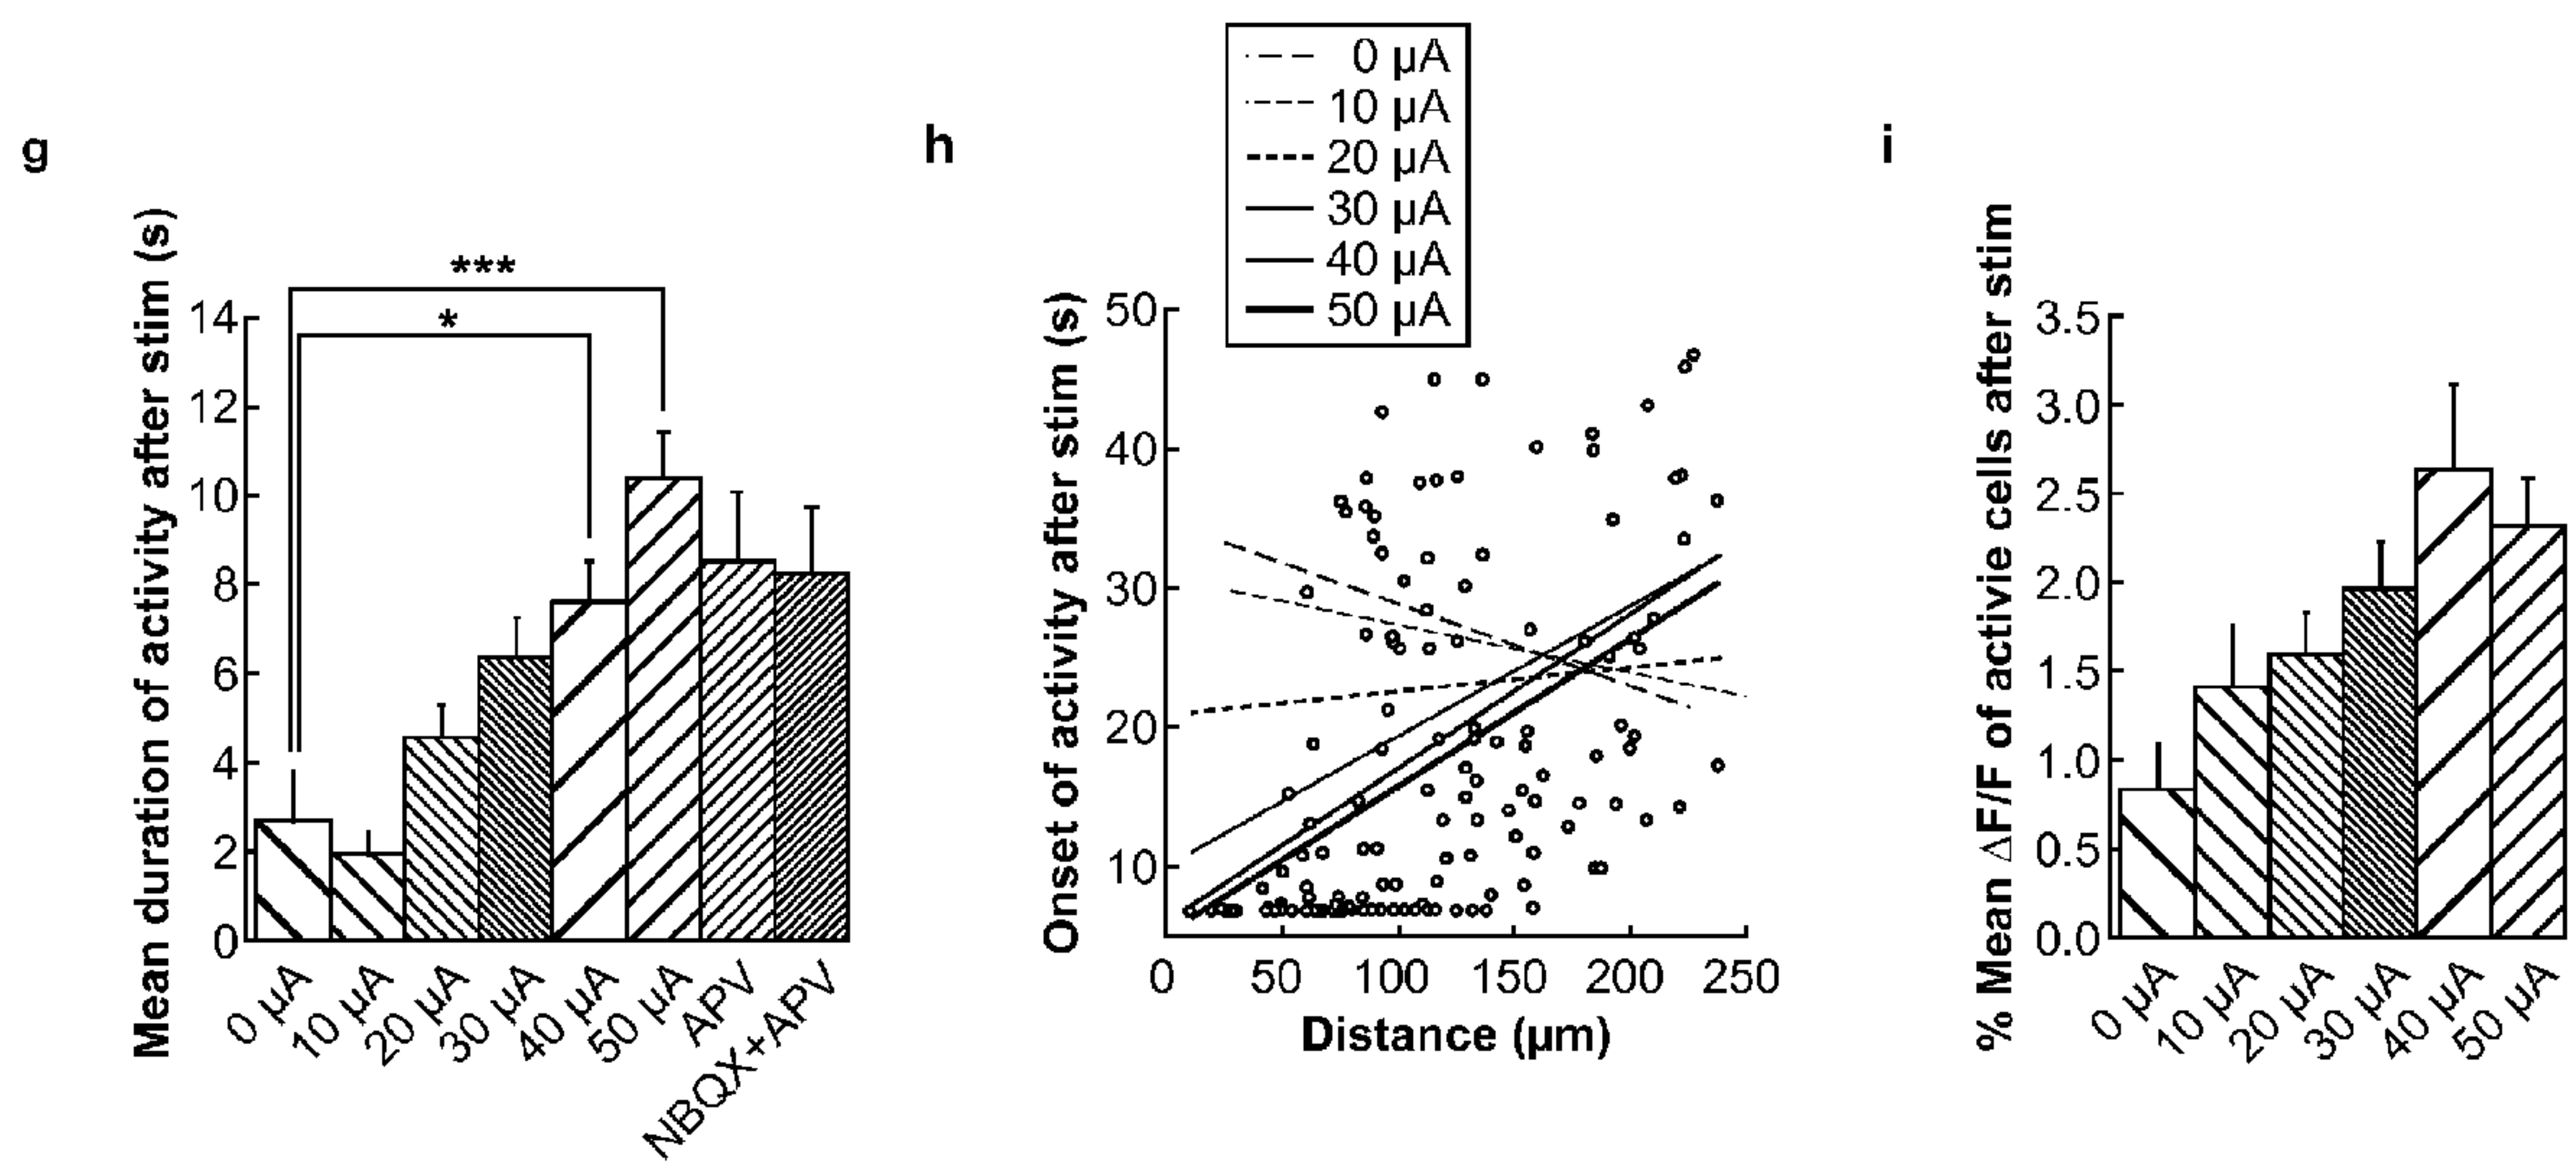 g
Mean duration of activity after stim (s)
14
12
10
8
6
4
2
0
***
*
0 µA
10 µA
20 µA
30 µA
40 µA
50 µA
APV
NBQX+APV
h
0 µA
10 µA
20 µA
30 µA
40 µA
50 µA
Onset of activity after stim (s)
50
40
30
20
10
0
50
100
150
200
250
Distance (µm)
i
% Mean ΔF/F of activie cells after stim
3.5
3.0
2.5
2.0
1.5
1.0
0.5
0.0
0 µA
10 µA
20 µA
30 µA
40 µA
50 µA